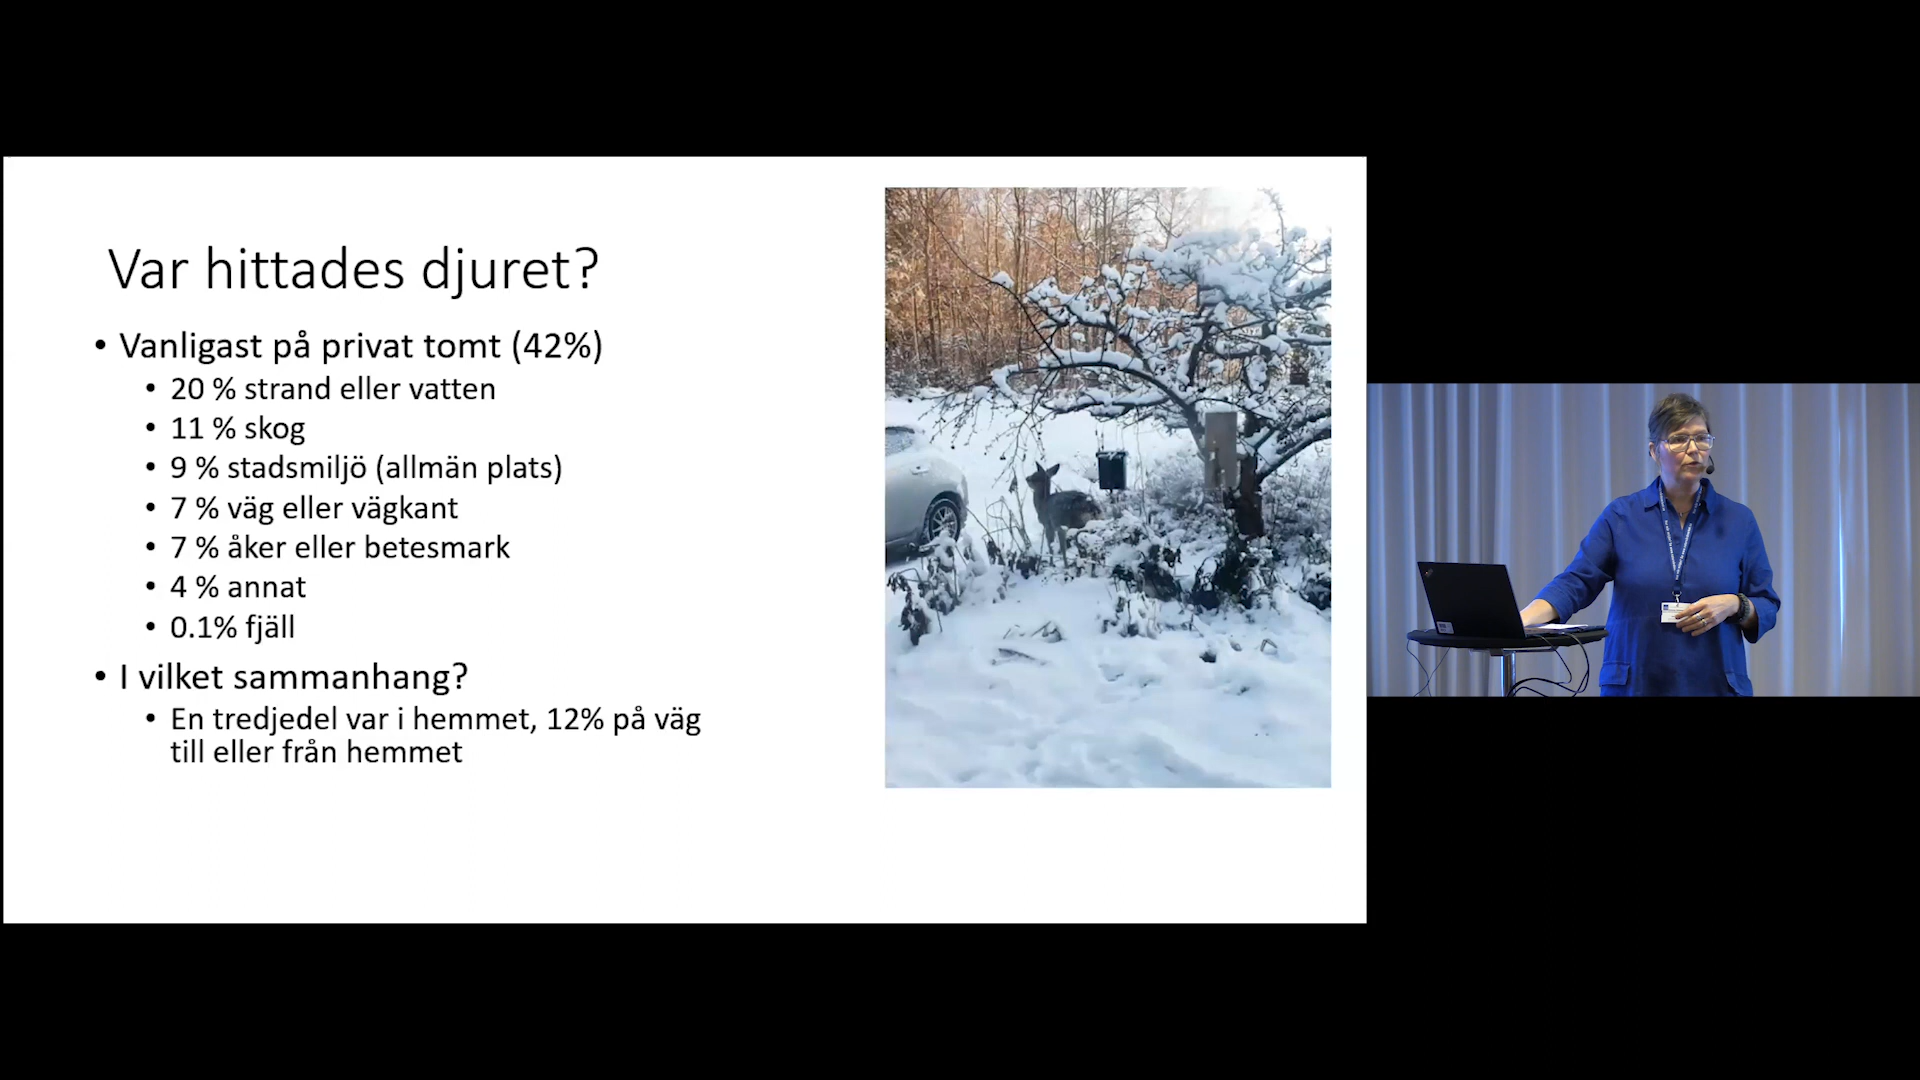 Var hittades djuret?
• Vanligast på privat tomt (42%)
• 20 % strand eller vatten
• 11 % skog
• 9 % stadsmiljö (allmän plats)
• 7 % väg eller vägkant
• 7 % åker eller betesmark
• 4 % annat
• 0.1% fjäll
• I vilket sammanhang?
• En tredjedel var i hemmet, 12% på väg
till eller från hemmet